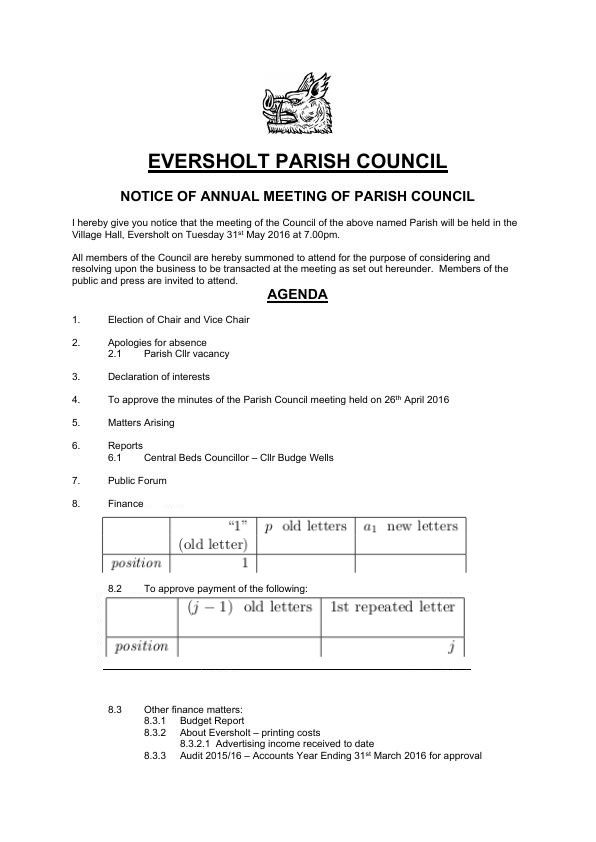 EVERSHOLT PARISH COUNCIL
NOTICE OF ANNUAL MEETING OF PARISH COUNCIL
I hereby give you notice that the meeting of the Council of the above named Parish will be held in the
Village Hall, Eversholt on Tuesday 31st May 2016 at 7.00pm.
All members of the Council are hereby summoned to attend for the purpose of considering and
resolving upon the business to be transacted at the meeting as set out hereunder.  Members of the
public and press are invited to attend.
AGENDA
1. Election of Chair and Vice Chair
2. Apologies for absence
2.1 Parish Cllr vacancy
3. Declaration of interests
4. To approve the minutes of the Parish Council meeting held on 26th April 2016
5. Matters Arising
6. Reports
6.1 Central Beds Councillor – Cllr Budge Wells
7. Public Forum
8. Finance
“1” p old letters a1 new letters
(old letter)
position 1
8.2 To approve payment of the following:
(j − 1) old letters 1st repeated letter
position j
8.3 Other finance matters:
8.3.1 Budget Report
8.3.2 About Eversholt – printing costs
8.3.2.1 Advertising income received to date
8.3.3 Audit 2015/16 – Accounts Year Ending 31st March 2016 for approval